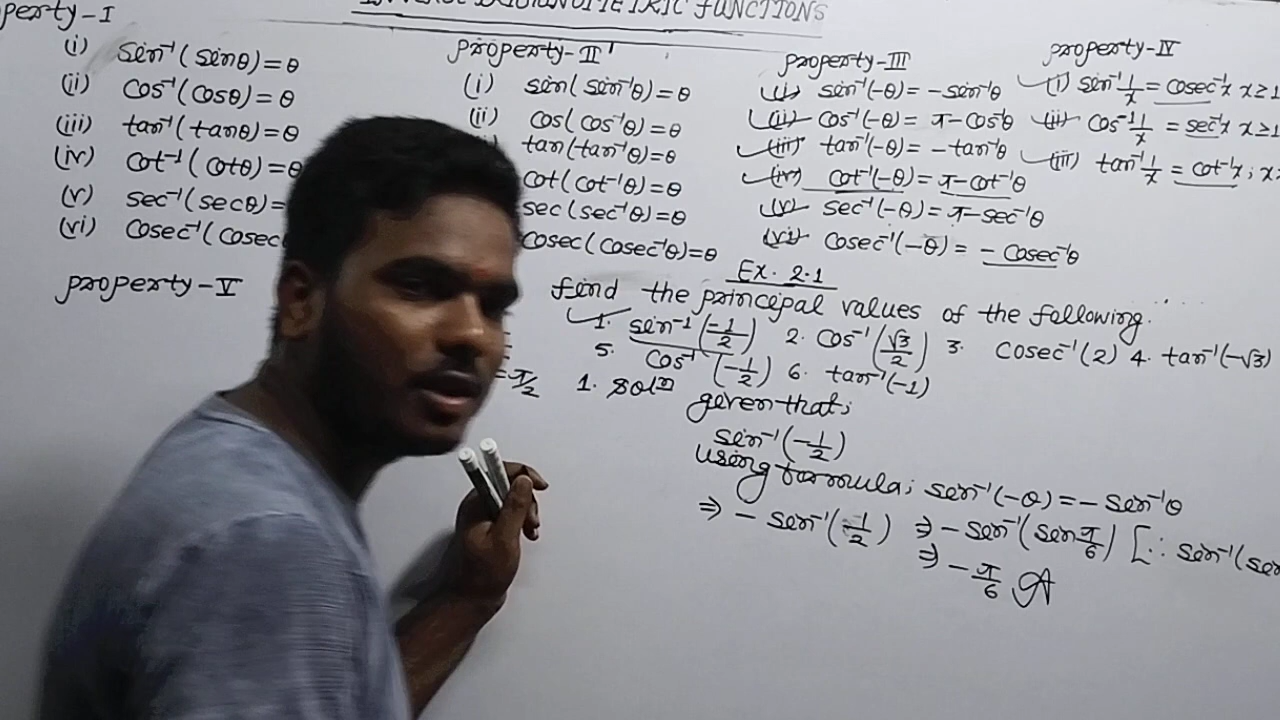 INVERSE TRIGONOMETRIC FUNCTIONS
perty-I
(i) sin⁻¹(sinθ)=θ
(ii) cos⁻¹(cosθ)=θ
(iii) tan⁻¹(tanθ)=θ
(iv) cot⁻¹(cotθ)=θ
(v) sec⁻¹(secθ)=
(vi) cosec⁻¹(cosec
property-V
property-II
(i) sin(sin⁻¹θ)=θ
(ii) cos(cos⁻¹θ)=θ
tan(tan⁻¹θ)=θ
cot(cot⁻¹θ)=θ
sec(sec⁻¹θ)=θ
cosec(cosec⁻¹θ)=θ
property-III
(i) sin⁻¹(-θ)= -sin⁻¹θ
(ii) cos⁻¹(-θ)= π-cos⁻¹θ
(iii) tan⁻¹(-θ)= -tan⁻¹θ
(iv) cot⁻¹(-θ)=π-cot⁻¹θ
(v) sec⁻¹(-θ)=π-sec⁻¹θ
(vi) cosec⁻¹(-θ)= -cosec⁻¹θ
property-IV
(i) sin⁻¹ 1/x = cosec⁻¹x x≥1
(ii) cos⁻¹ 1/x = sec⁻¹x x≥1
(iii) tan⁻¹ 1/x = cot⁻¹x; x>
Ex. 2.1
find the principal values of the following.
1. sin⁻¹(-1/2) 2. cos⁻¹(√3/2) 3. cosec⁻¹(2) 4. tan⁻¹(-√3)
5. cos⁻¹(-1/2) 6. tan⁻¹(-1)
=π/2
1. Solⁿ
given that;
sin⁻¹(-1/2)
using formula; sin⁻¹(-θ)=-sin⁻¹θ
⇒ -sin⁻¹(1/2) ⇒ -sin⁻¹(sin π/6) [∵ sin⁻¹(sin
⇒ -π/6 A